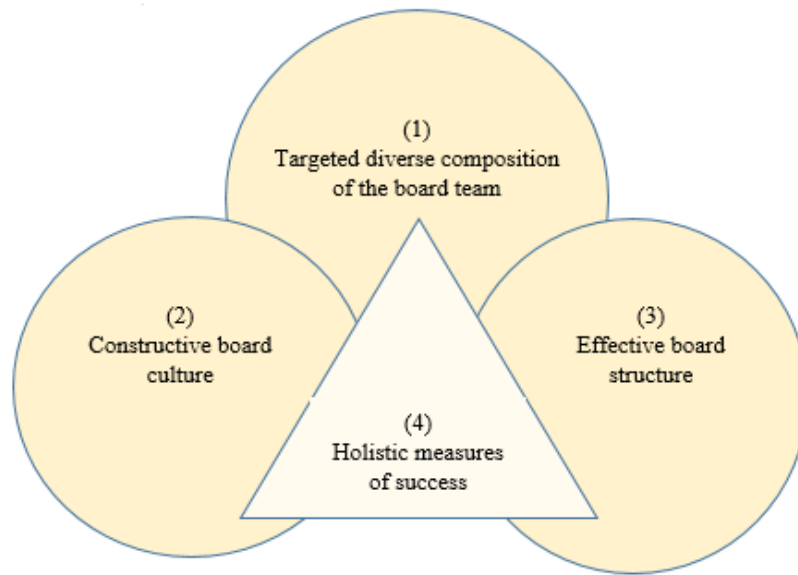 (1)
Targeted diverse composition
of the board team
(2)
Constructive board
culture
(3)
Effective board
structure
(4)
Holistic measures
of success